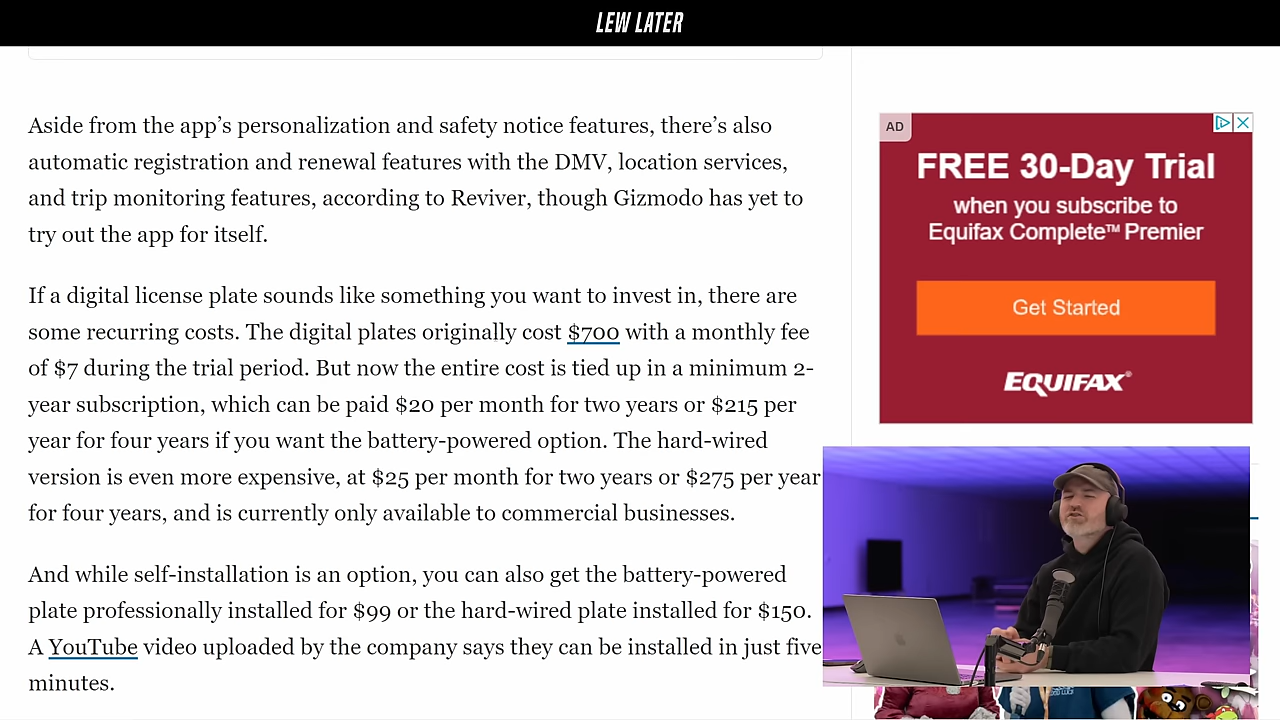 LEW LATER
Aside from the app’s personalization and safety notice features, there’s also
automatic registration and renewal features with the DMV, location services,
and trip monitoring features, according to Reviver, though Gizmodo has yet to
try out the app for itself.
If a digital license plate sounds like something you want to invest in, there are
some recurring costs. The digital plates originally cost $700 with a monthly fee
of $7 during the trial period. But now the entire cost is tied up in a minimum 2-
year subscription, which can be paid $20 per month for two years or $215 per
year for four years if you want the battery-powered option. The hard-wired
version is even more expensive, at $25 per month for two years or $275 per year
for four years, and is currently only available to commercial businesses.
And while self-installation is an option, you can also get the battery-powered
plate professionally installed for $99 or the hard-wired plate installed for $150.
A YouTube video uploaded by the company says they can be installed in just five
minutes.
AD
FREE 30-Day Trial
when you subscribe to
Equifax Complete™ Premier
Get Started
EQUIFAX®